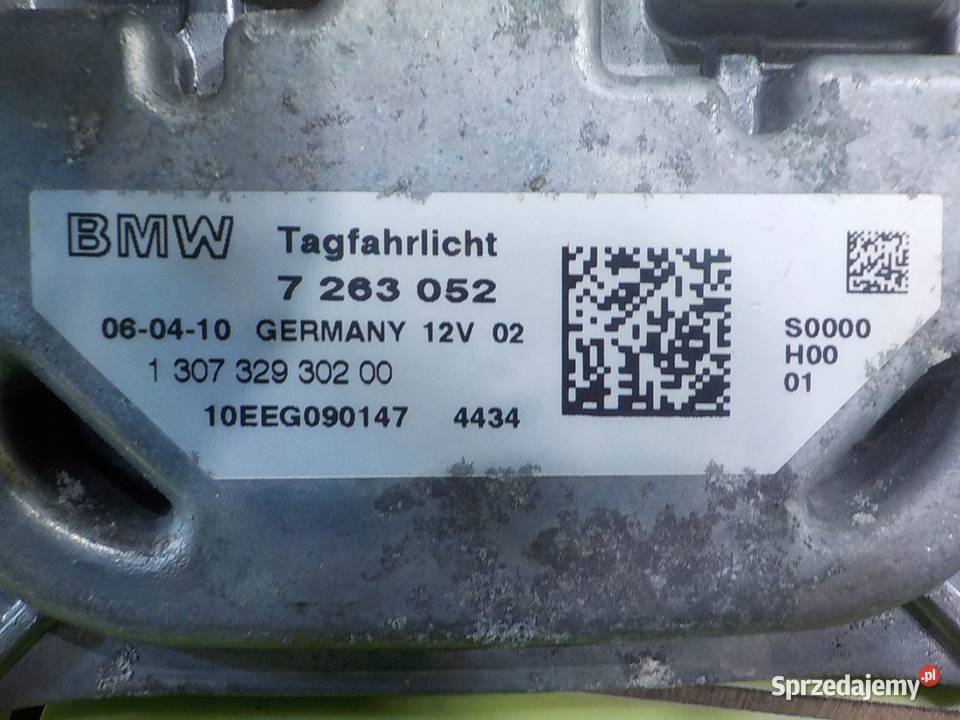 BMW Tagfahrlicht
7 263 052
06-04-10 GERMANY 12V 02
1 307 329 302 00
10EEG090147 4434
S0000
H00
01
Sprzedajemy.pl